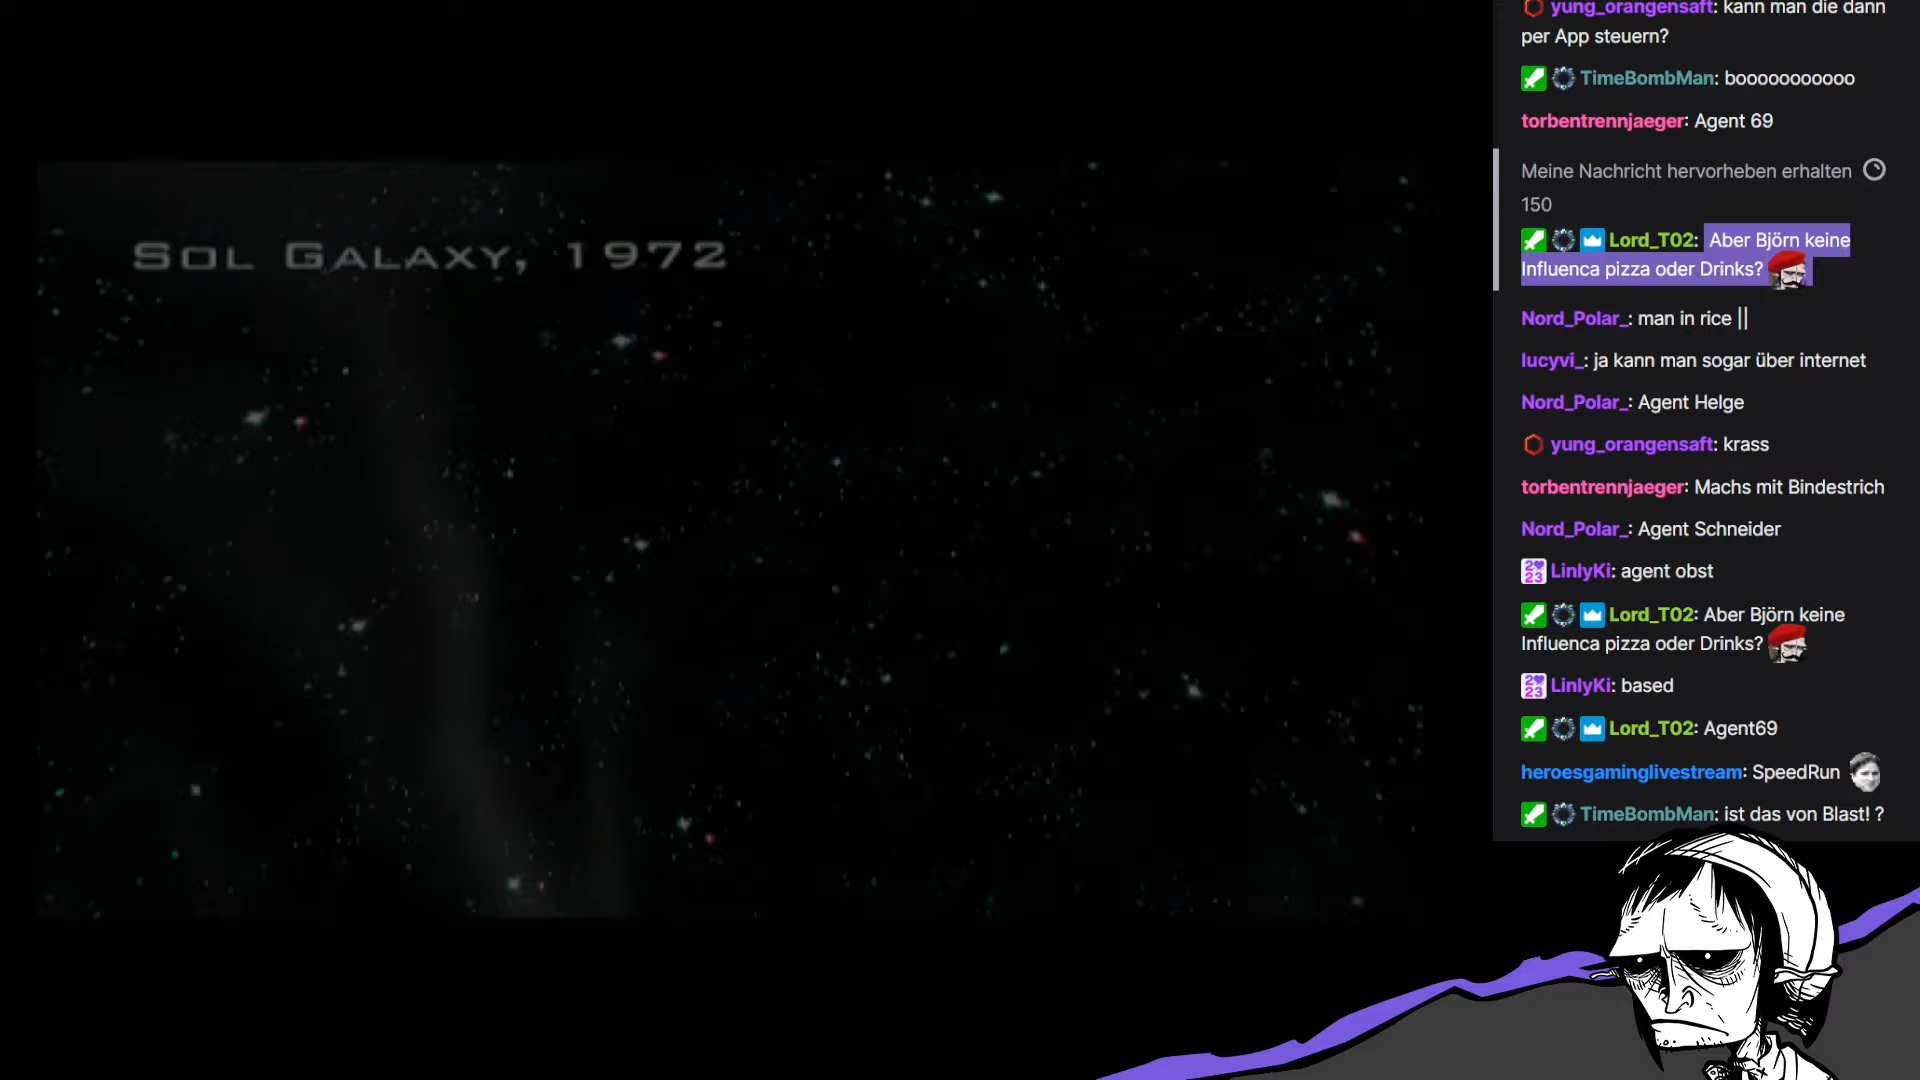 Sol Galaxy, 1972
yung_orangensaft: kann man die dann
per App steuern?
TimeBombMan: booooooooooo
torbentrennjaeger: Agent 69
Meine Nachricht hervorheben erhalten
150
Lord_T02: Aber Björn keine
Influenca pizza oder Drinks?
Nord_Polar_: man in rice ||
lucyvi_: ja kann man sogar über internet
Nord_Polar_: Agent Helge
yung_orangensaft: krass
torbentrennjaeger: Machs mit Bindestrich
Nord_Polar_: Agent Schneider
2023 LinlyKi: agent obst
Lord_T02: Aber Björn keine
Influenca pizza oder Drinks?
2023 LinlyKi: based
Lord_T02: Agent69
heroesgaminglivestream: SpeedRun
TimeBombMan: ist das von Blast! ?